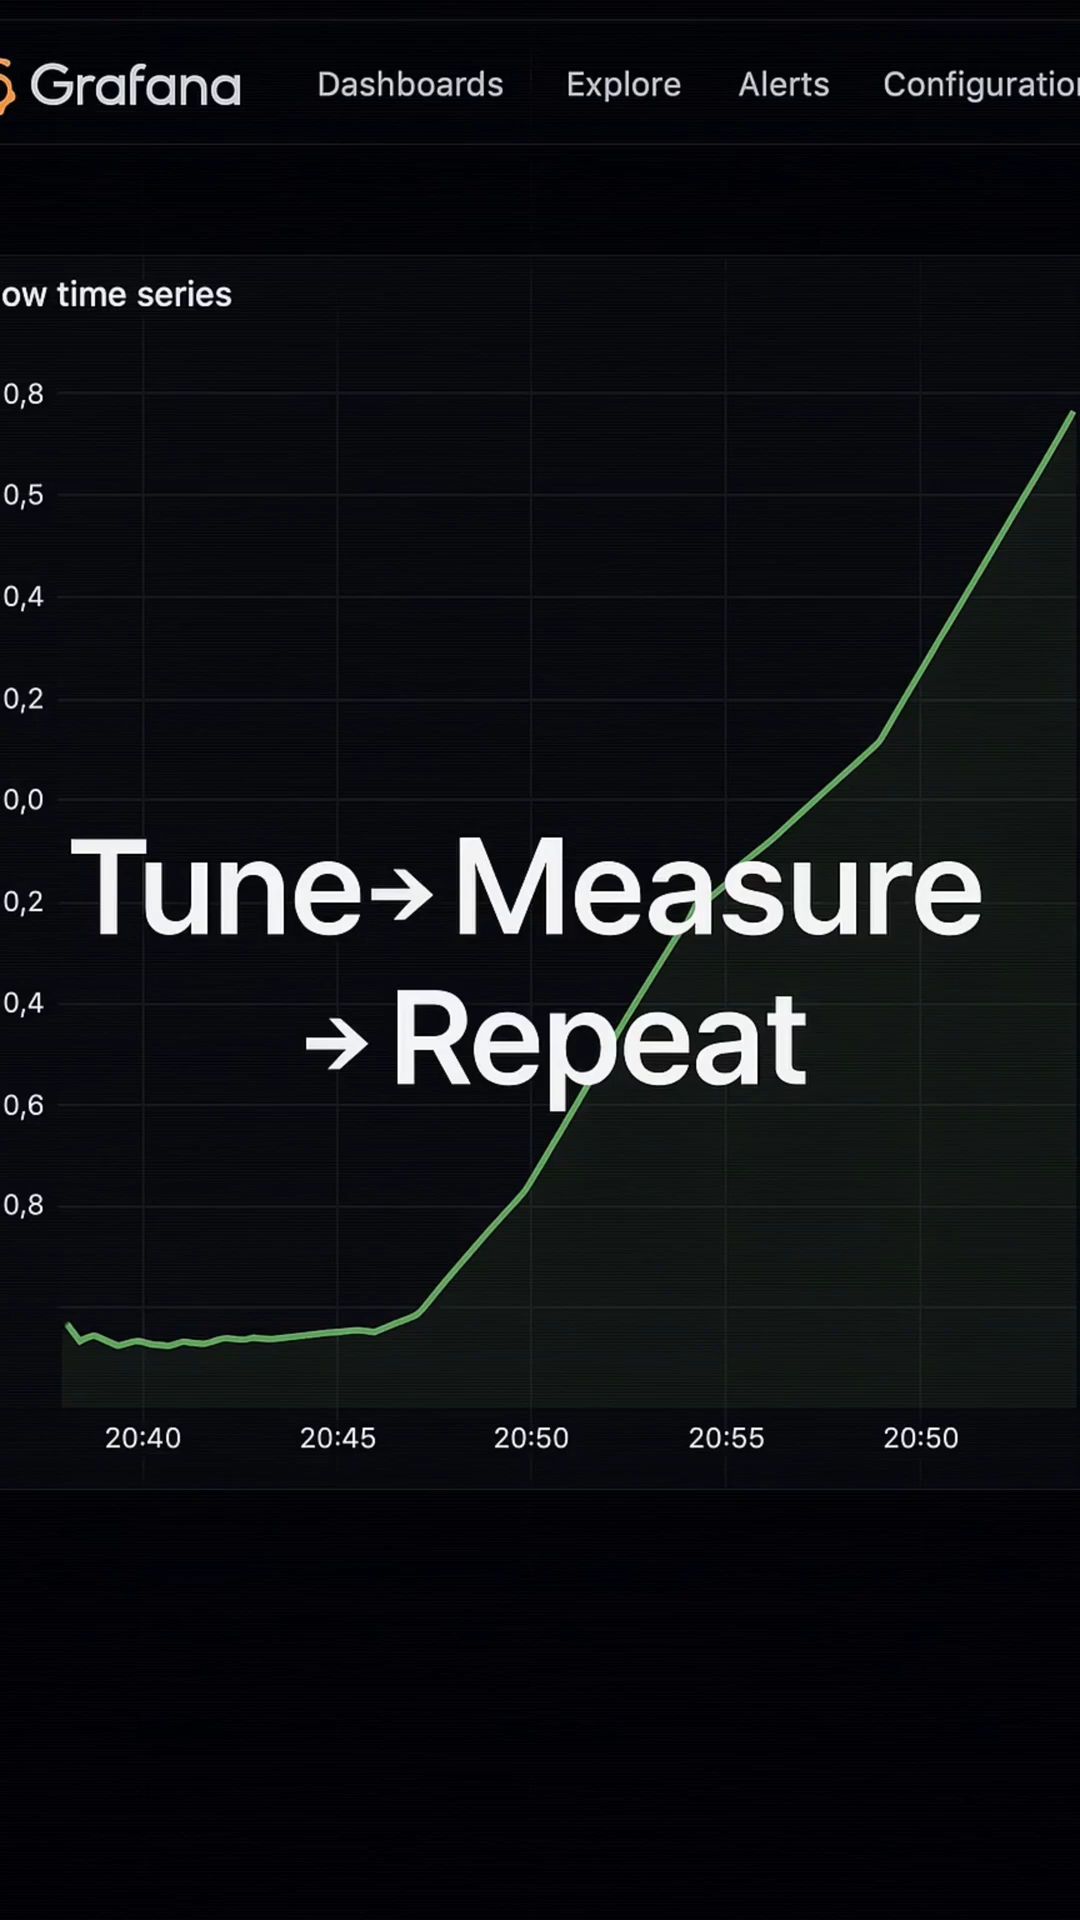 Grafana Dashboards Explore Alerts Configuration
ow time series
0,8
0,5
0,4
0,2
0,0
0,2
0,4
0,6
0,8
Tune→Measure
→Repeat
20:40 20:45 20:50 20:55 20:50